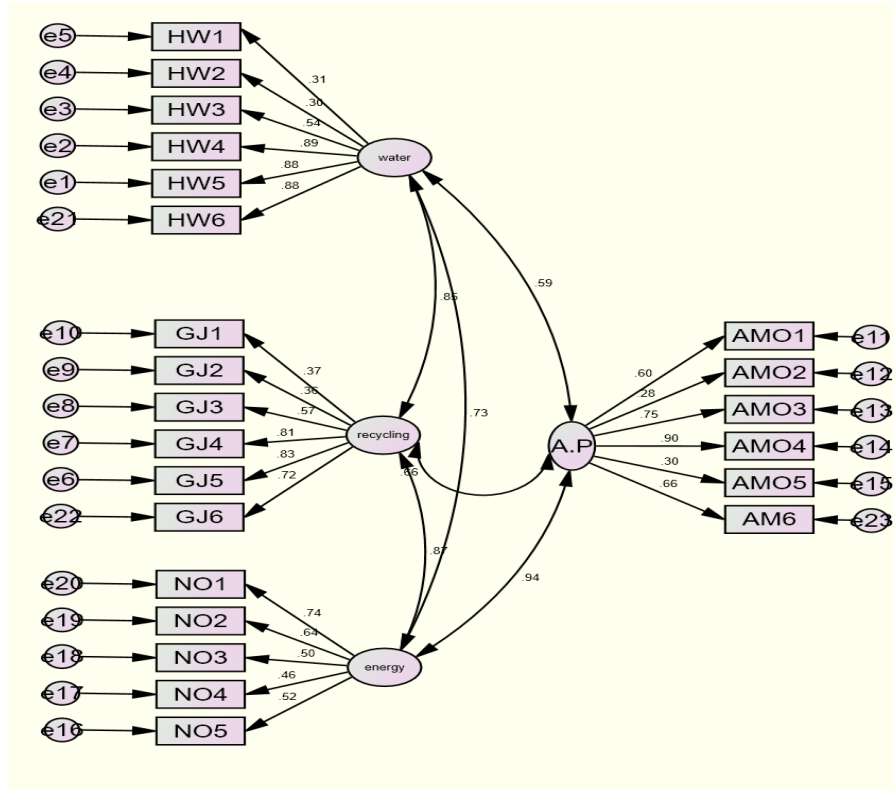 e5 HW1
e4 HW2
e3 HW3
e2 HW4
e1 HW5
e21 HW6
.31
.30
.54
.89
.88
.88
water
.59
.85
.73
e10 GJ1
e9 GJ2
e8 GJ3
e7 GJ4
e6 GJ5
e22 GJ6
.37
.36
.57
.81
.83
.72
recycling
.66
.87
.94
A.P
.60
.28
.75
.90
.30
.66
AMO1 e11
AMO2 e12
AMO3 e13
AMO4 e14
AMO5 e15
AM6 e23
e20 NO1
e19 NO2
e18 NO3
e17 NO4
e16 NO5
.74
.64
.50
.46
.52
energy